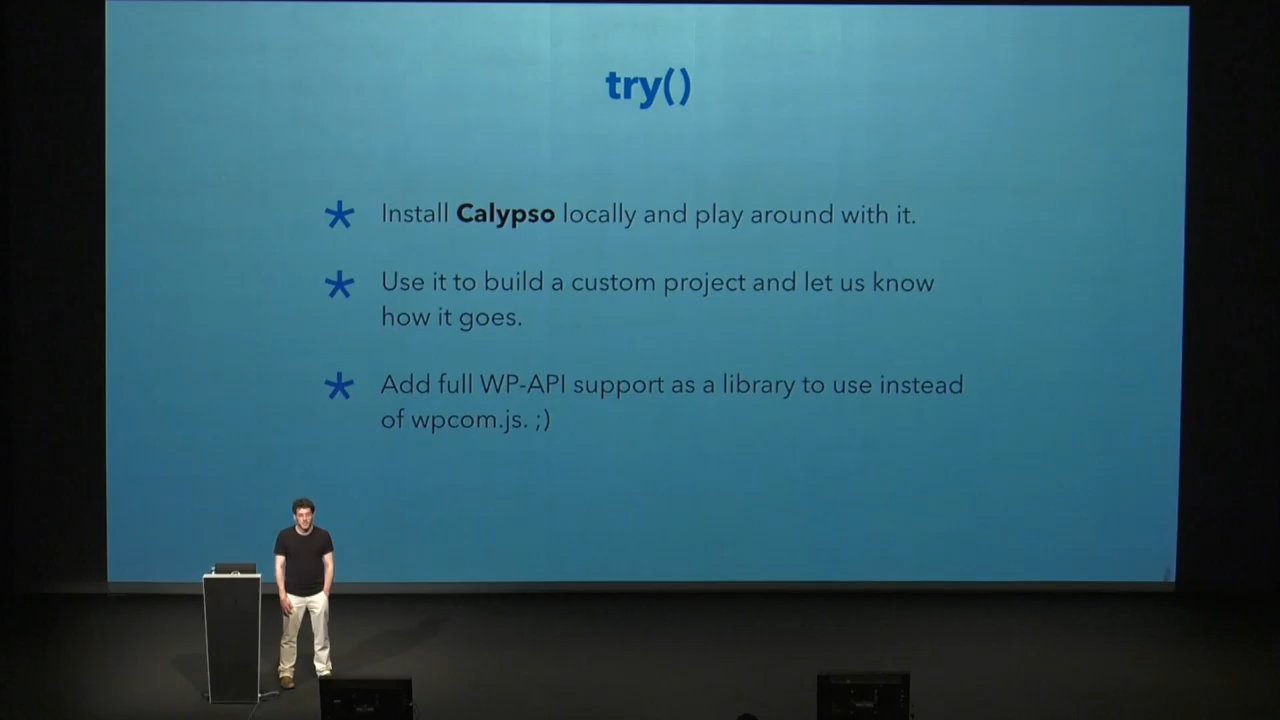 try()
* Install Calypso locally and play around with it.
* Use it to build a custom project and let us know
how it goes.
* Add full WP-API support as a library to use instead
of wpcom.js. ;)